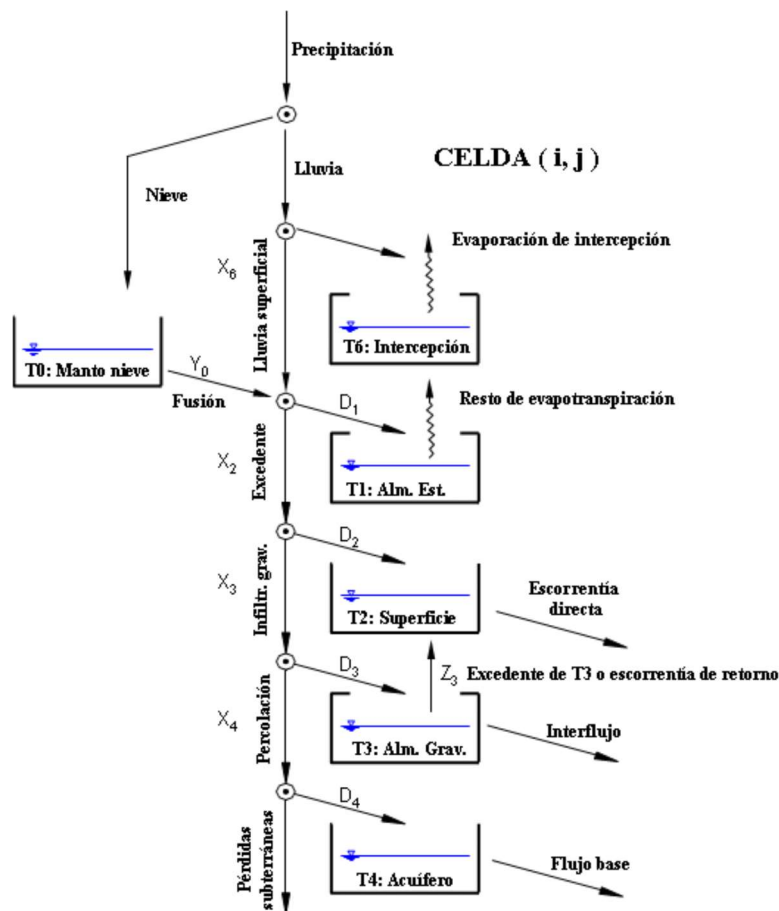 Precipitación
CELDA ( i, j )
Lluvia
Nieve
Evaporación de intercepción
X6
Lluvia superficial
T6: Intercepción
T0: Manto nieve
Y0
Fusión
D1
Resto de evapotranspiración
X2
Excedente
T1: Alm. Est.
D2
X3
Infiltr. grav.
Escorrentía
directa
T2: Superficie
D3
Z3
Excedente de T3 o escorrentía de retorno
X4
Percolación
Interflujo
T3: Alm. Grav.
D4
Pérdidas
subterráneas
Flujo base
T4: Acuífero